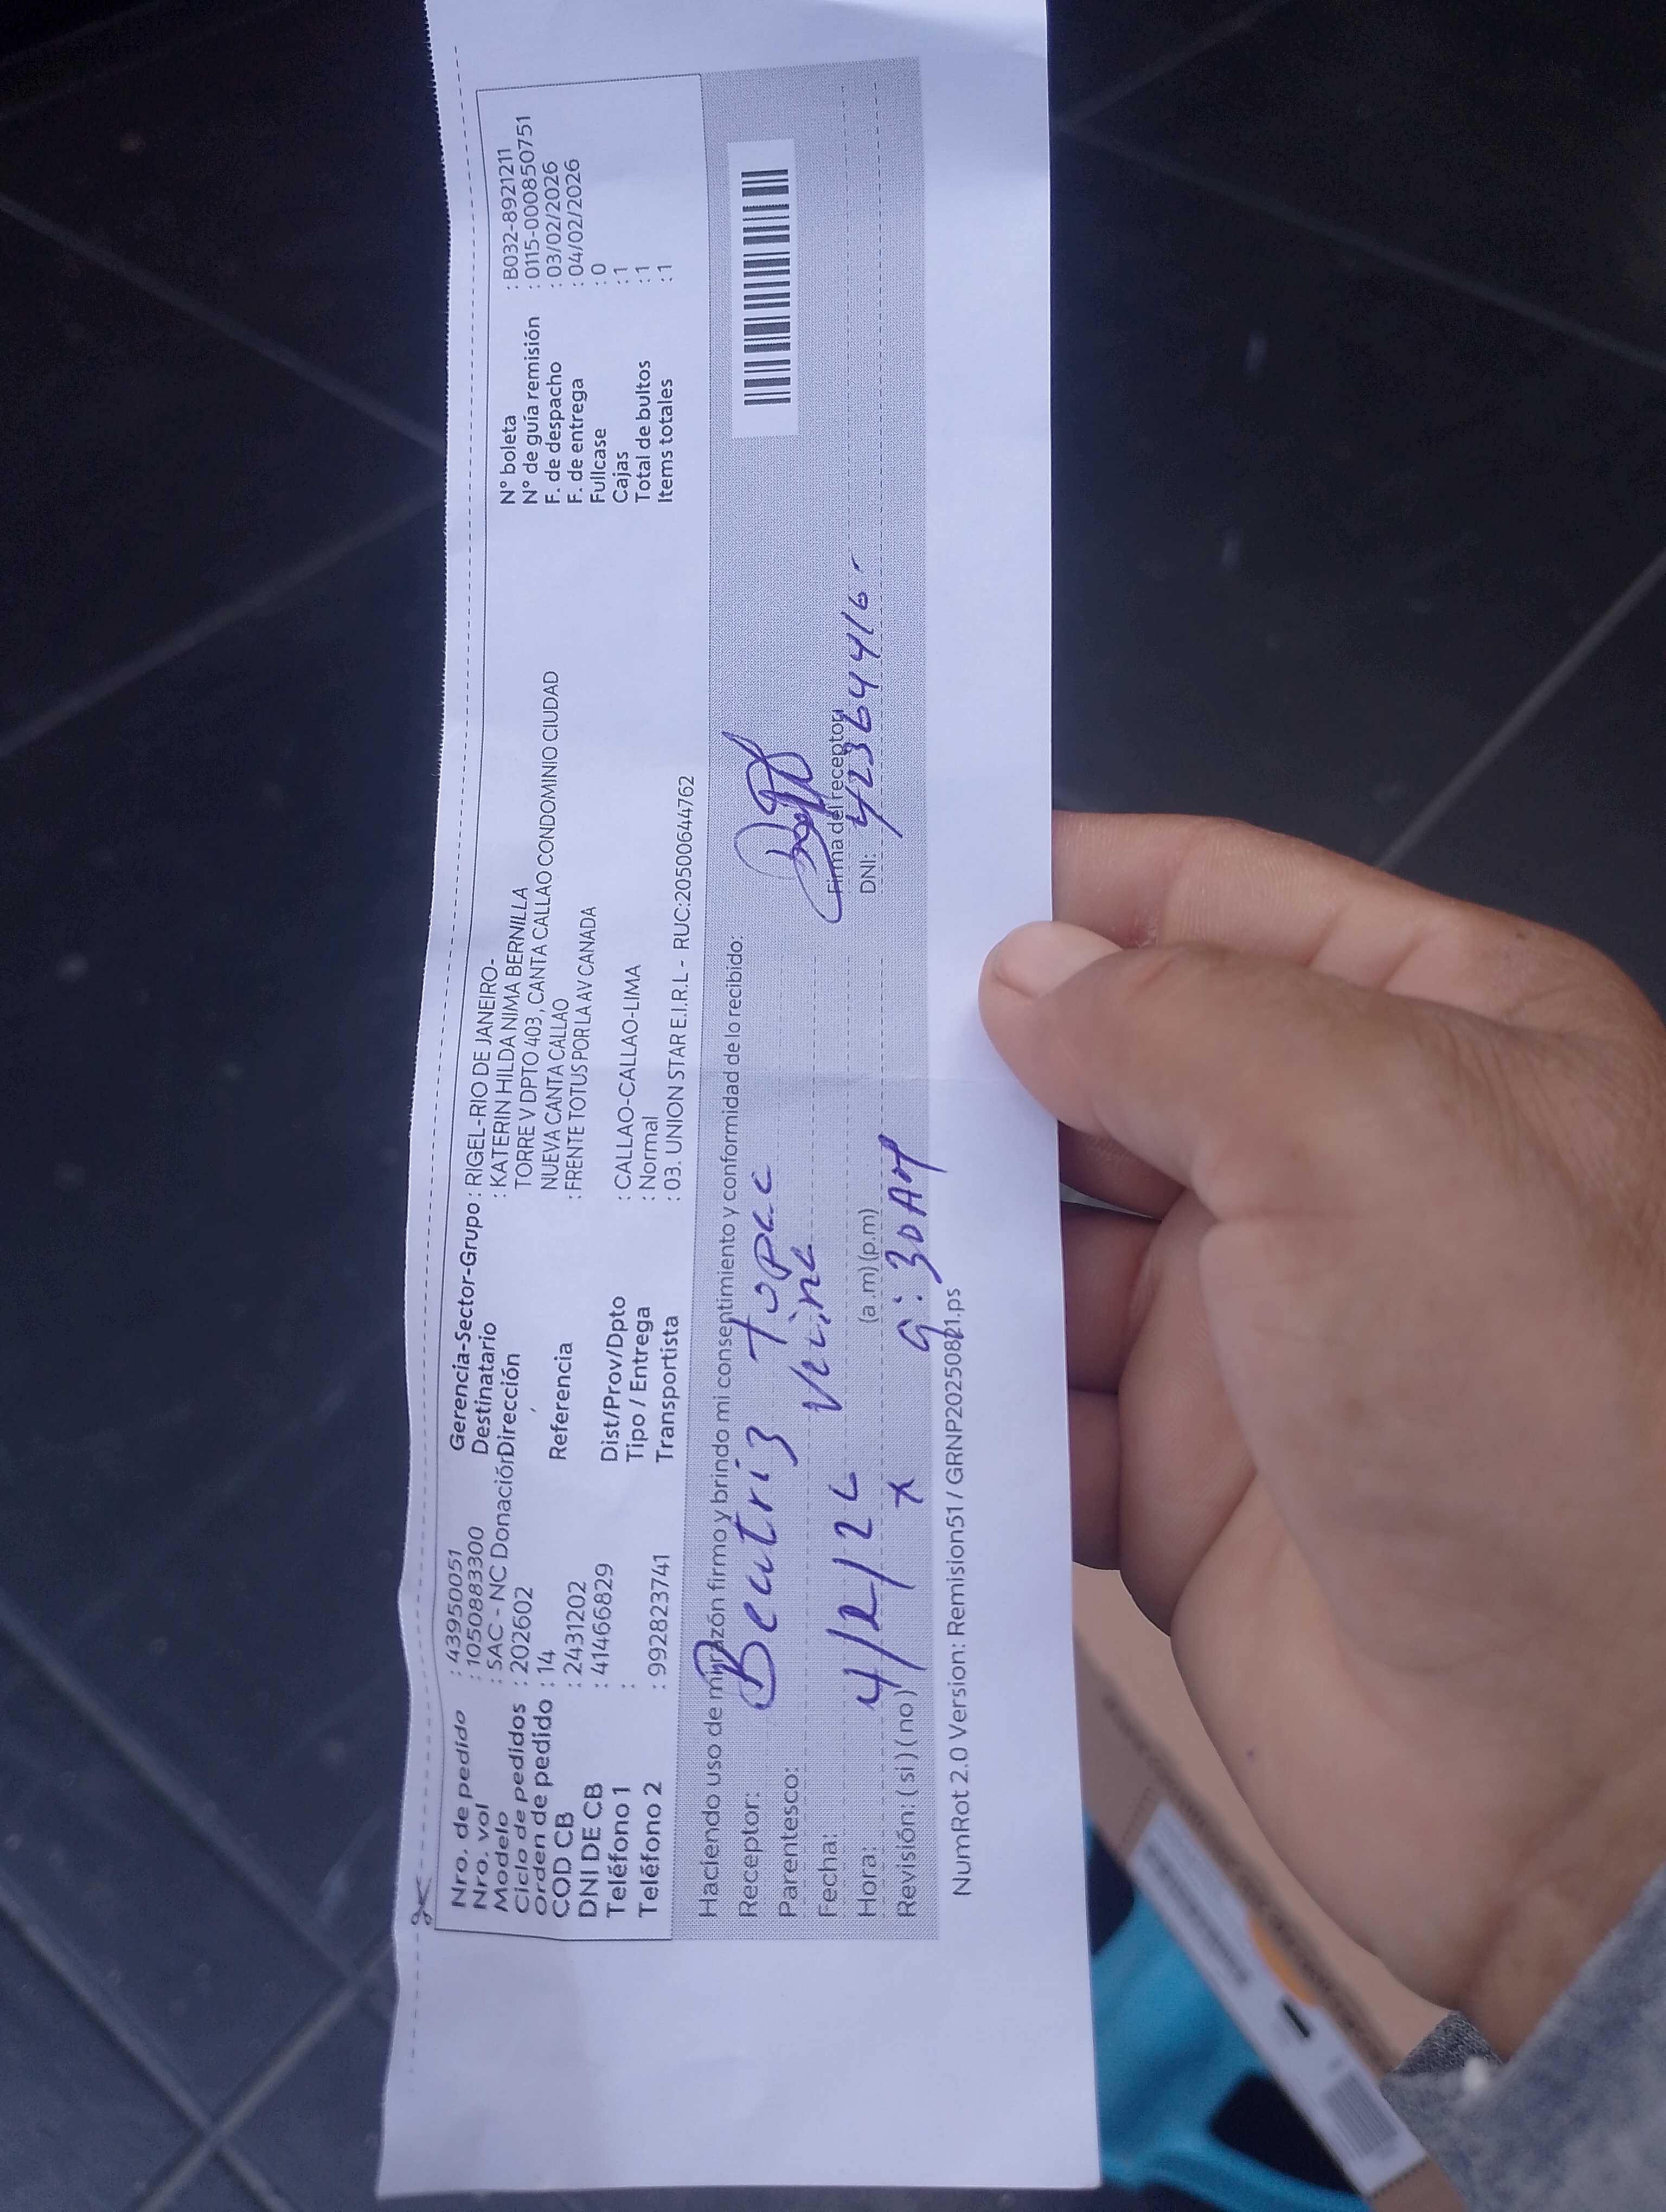 Nro. de pedido : 43950051
Nro. vol : 1050883300
Modelo : SAC - NC Donación
Ciclo de pedidos : 202602
Orden de pedido : 14
COD CB : 2431202
DNI DE CB : 41466829
Teléfono 1 :
Teléfono 2 : 992823741
Gerencia-Sector-Grupo : RIGEL-RIO DE JANEIRO-
Destinatario : KATERIN HILDA NIMA BERNILLA
Dirección TORRE V DPTO 403, CANTA CALLAO CONDOMINIO CIUDAD
NUEVA CANTA CALLAO
Referencia : FRENTE TOTUS POR LA AV CANADA
Dist/Prov/Dpto : CALLAO-CALLAO-LIMA
Tipo / Entrega : Normal
Transportista : 03. UNION STAR E.I.R.L - RUC:20500644762
N° boleta : B032-8921211
N° de guía remisión : 0115-0000850751
F. de despacho : 03/02/2026
F. de entrega : 04/02/2026
Fullcase : 0
Cajas : 1
Total de bultos : 1
Items totales : 1
Haciendo uso de mi razón firmo y brindo mi consentimiento y conformidad de lo recibido:
Receptor: Beatriz
Parentesco:
Fecha: 4/2/26
Hora: (a.m) (p.m) 9:30 AM
Revisión: ( si ) ( no ) x
Firma del receptor
DNI: 42364416
NumRot 2.0 Version: Remision51 / GRNP20250821.ps